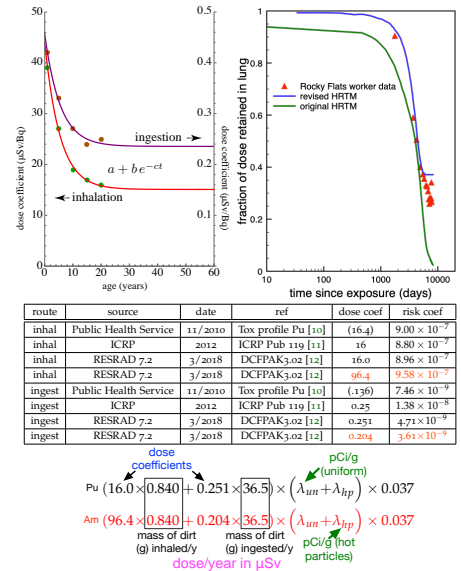 50
40
30
20
10
0
dose coefficient (μSv/Bq)
0.5
0.4
0.3
0.2
0.1
0
dose coefficient (μSv/Bq)
ingestion
a + b e^-ct
inhalation
0 10 20 30 40 50 60
age (years)
1
0.8
0.6
0.4
0.2
0
fraction of dose retained in lung
Rocky Flats worker data
revised HRTM
original HRTM
10 100 1000 10000
time since exposure (days)
route source date ref dose coef risk coef
inhal Public Health Service 11/2010 Tox profile Pu [10] (16.4) 9.00 × 10⁻⁷
inhal ICRP 2012 ICRP Pub 119 [11] 16 8.80 × 10⁻⁷
inhal RESRAD 7.2 3/2018 DCFPAK3.02 [12] 16.0 8.96 × 10⁻⁷
inhal RESRAD 7.2 3/2018 DCFPAK3.02 [12] 96.4 9.58 × 10⁻⁷
ingest Public Health Service 11/2010 Tox profile Pu [10] (.136) 7.46 × 10⁻⁹
ingest ICRP 2012 ICRP Pub 119 [11] 0.25 1.38 × 10⁻⁸
ingest RESRAD 7.2 3/2018 DCFPAK3.02 [12] 0.251 4.71×10⁻⁹
ingest RESRAD 7.2 3/2018 DCFPAK3.02 [12] 0.204 3.61×10⁻⁹
dose
coefficients
pCi/g
(uniform)
Pu (16.0×0.840 + 0.251×36.5) × (λun + λhp) × 0.037
Am (96.4×0.840 + 0.204×36.5) × (λun + λhp) × 0.037
mass of dirt
(g) inhaled/y
mass of dirt
(g) ingested/y
pCi/g (hot
particles)
dose/year in μSv